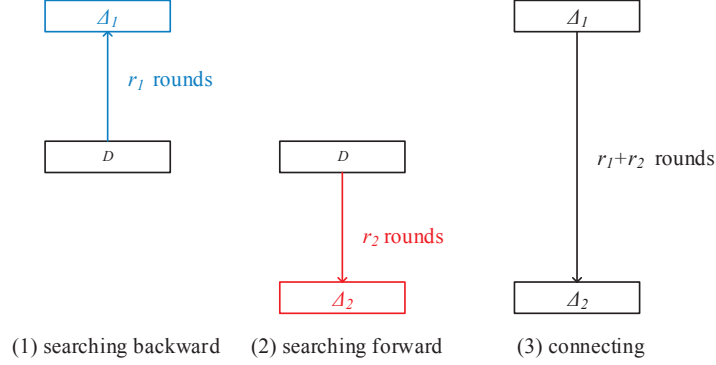 Δ₁
r₁ rounds
D
(1) searching backward
D
r₂ rounds
Δ₂
(2) searching forward
Δ₁
r₁+r₂ rounds
Δ₂
(3) connecting